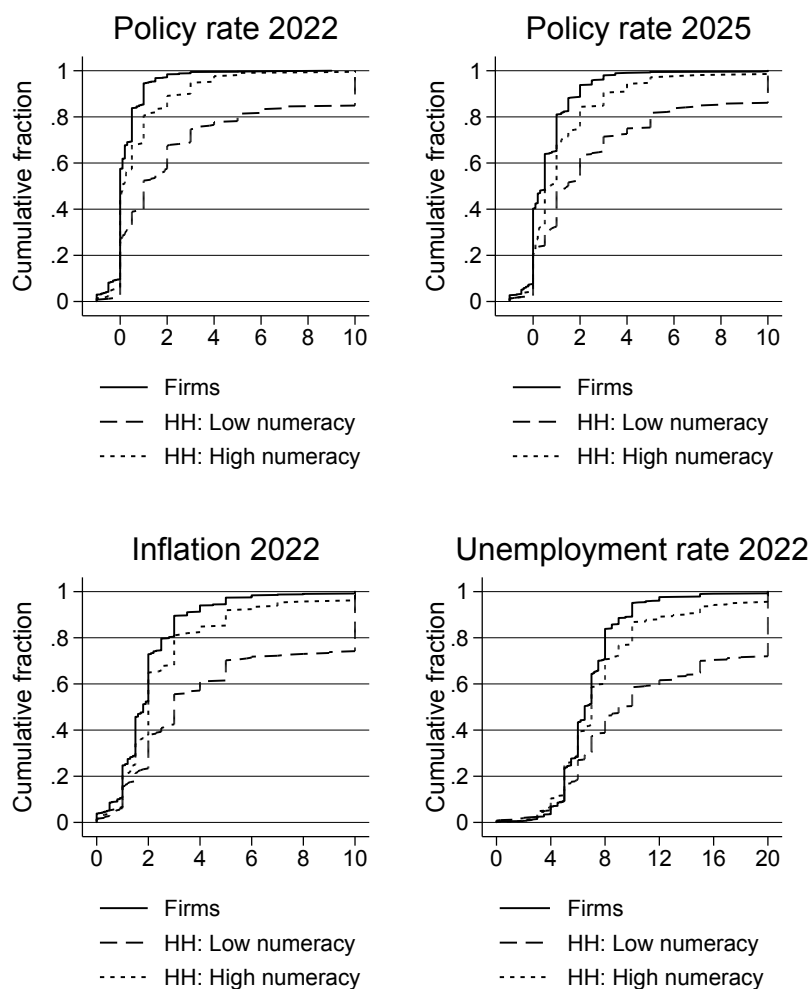 Policy rate 2022
Cumulative fraction
1
.8
.6
.4
.2
0
0 2 4 6 8 10
Firms
HH: Low numeracy
HH: High numeracy
Policy rate 2025
Cumulative fraction
1
.8
.6
.4
.2
0
0 2 4 6 8 10
Firms
HH: Low numeracy
HH: High numeracy
Inflation 2022
Cumulative fraction
1
.8
.6
.4
.2
0
0 2 4 6 8 10
Firms
HH: Low numeracy
HH: High numeracy
Unemployment rate 2022
Cumulative fraction
1
.8
.6
.4
.2
0
0 4 8 12 16 20
Firms
HH: Low numeracy
HH: High numeracy